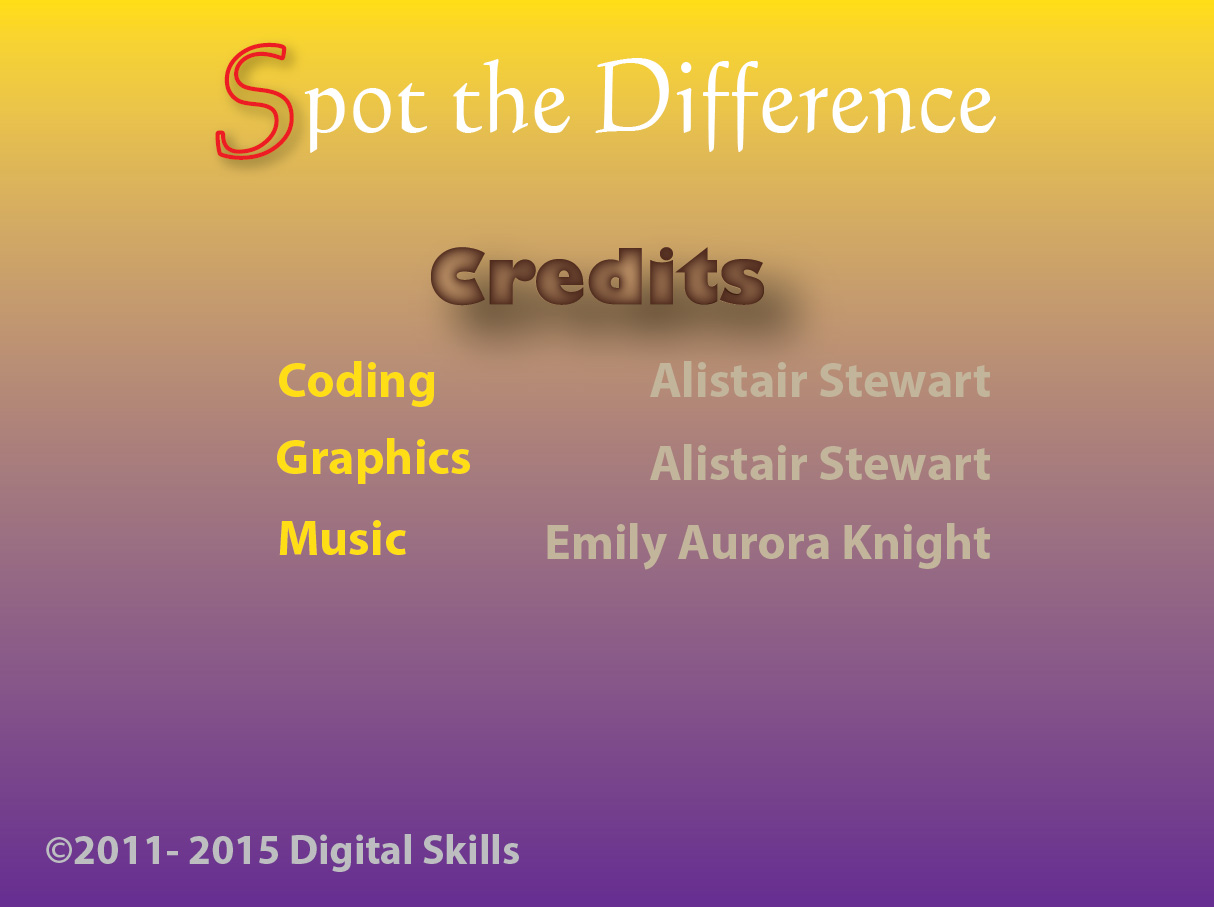 Spot the Difference
Credits
Coding Alistair Stewart
Graphics Alistair Stewart
Music Emily Aurora Knight
©2011- 2015 Digital Skills